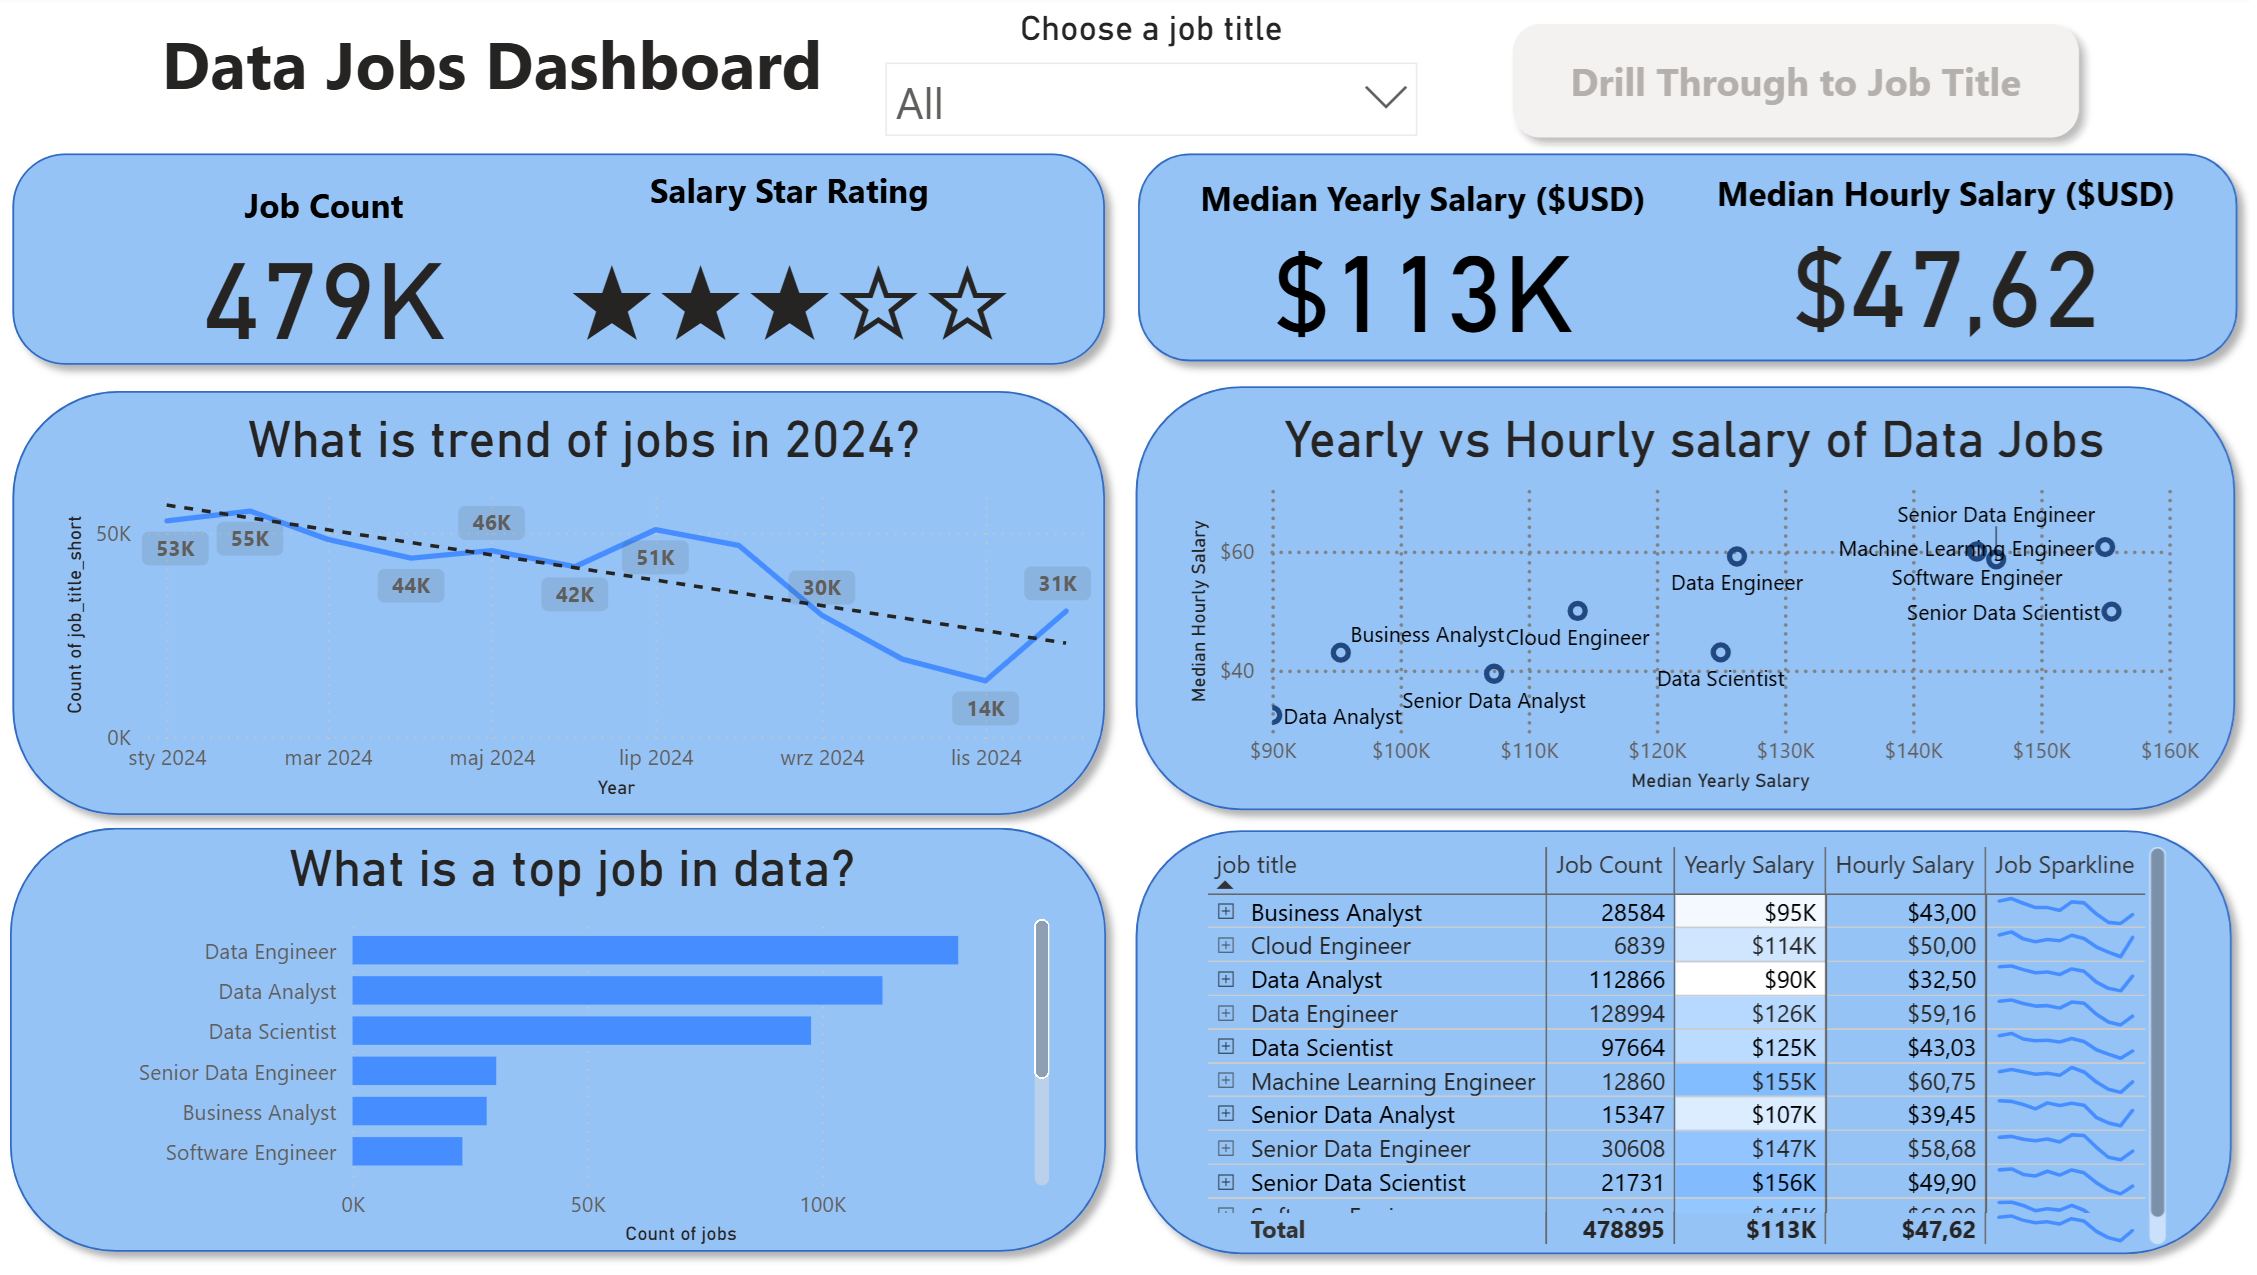 Choose a job title
Data Jobs Dashboard
All
Drill Through to Job Title
Job Count
Salary Star Rating
479K
Median Yearly Salary ($USD)
Median Hourly Salary ($USD)
$113K
$47,62
What is trend of jobs in 2024?
Count of job_title_short
50K
0K
53K
55K
44K
46K
42K
51K
30K
14K
31K
sty 2024
mar 2024
maj 2024
lip 2024
wrz 2024
lis 2024
Year
Yearly vs Hourly salary of Data Jobs
Median Hourly Salary
$60
$40
Senior Data Engineer
Machine Learning Engineer
Data Engineer
Software Engineer
Senior Data Scientist
Business Analyst
Cloud Engineer
Data Scientist
Senior Data Analyst
Data Analyst
$90K
$100K
$110K
$120K
$130K
$140K
$150K
$160K
Median Yearly Salary
What is a top job in data?
Data Engineer
Data Analyst
Data Scientist
Senior Data Engineer
Business Analyst
Software Engineer
0K
50K
100K
Count of jobs
job title Job Count Yearly Salary Hourly Salary Job Sparkline
Business Analyst 28584 $95K $43,00
Cloud Engineer 6839 $114K $50,00
Data Analyst 112866 $90K $32,50
Data Engineer 128994 $126K $59,16
Data Scientist 97664 $125K $43,03
Machine Learning Engineer 12860 $155K $60,75
Senior Data Analyst 15347 $107K $39,45
Senior Data Engineer 30608 $147K $58,68
Senior Data Scientist 21731 $156K $49,90
Total 478895 $113K $47,62